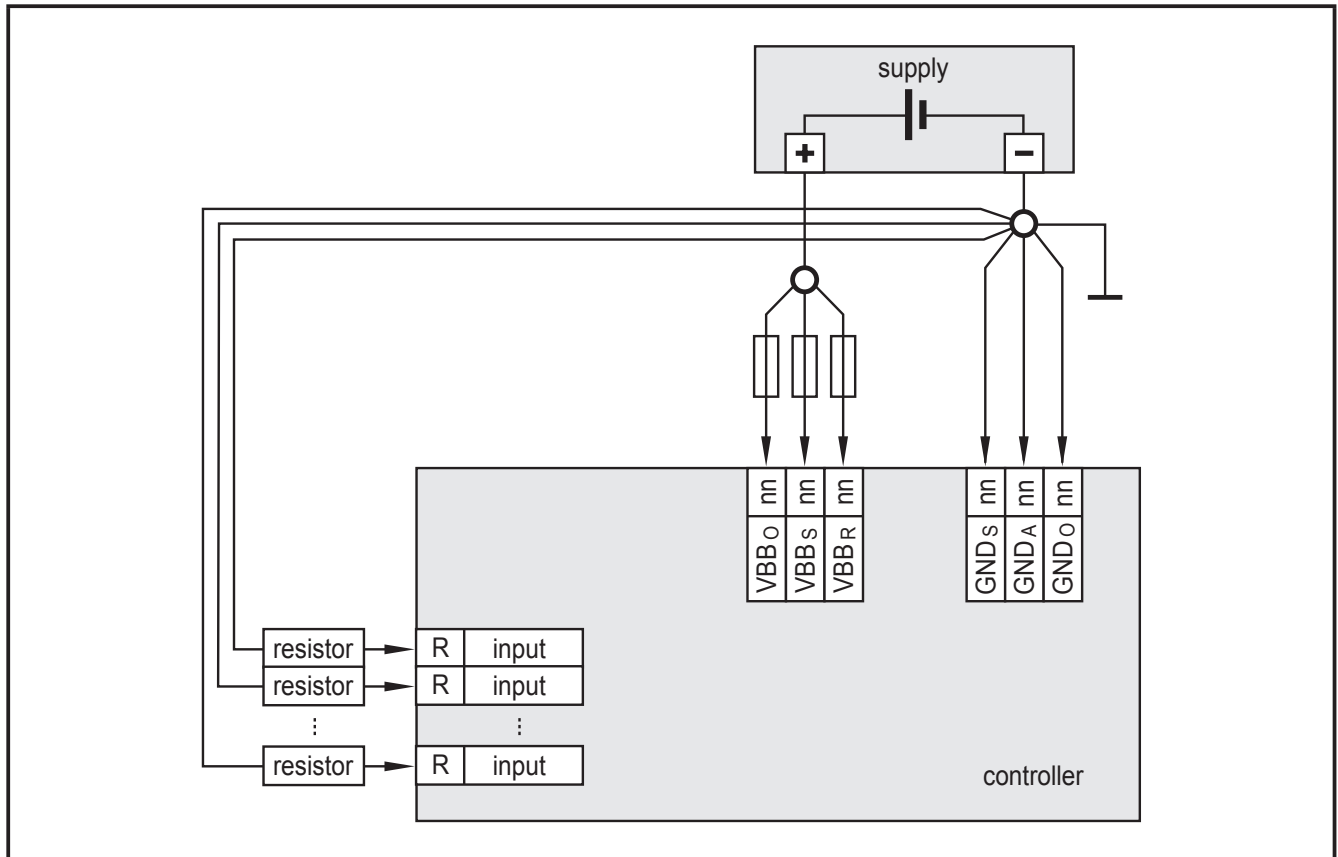 supply
+ −
nn nn nn nn nn nn
VBBO VBBS VBBR GNDS GNDA GNDO
resistor R input
resistor R input
resistor R input
controller